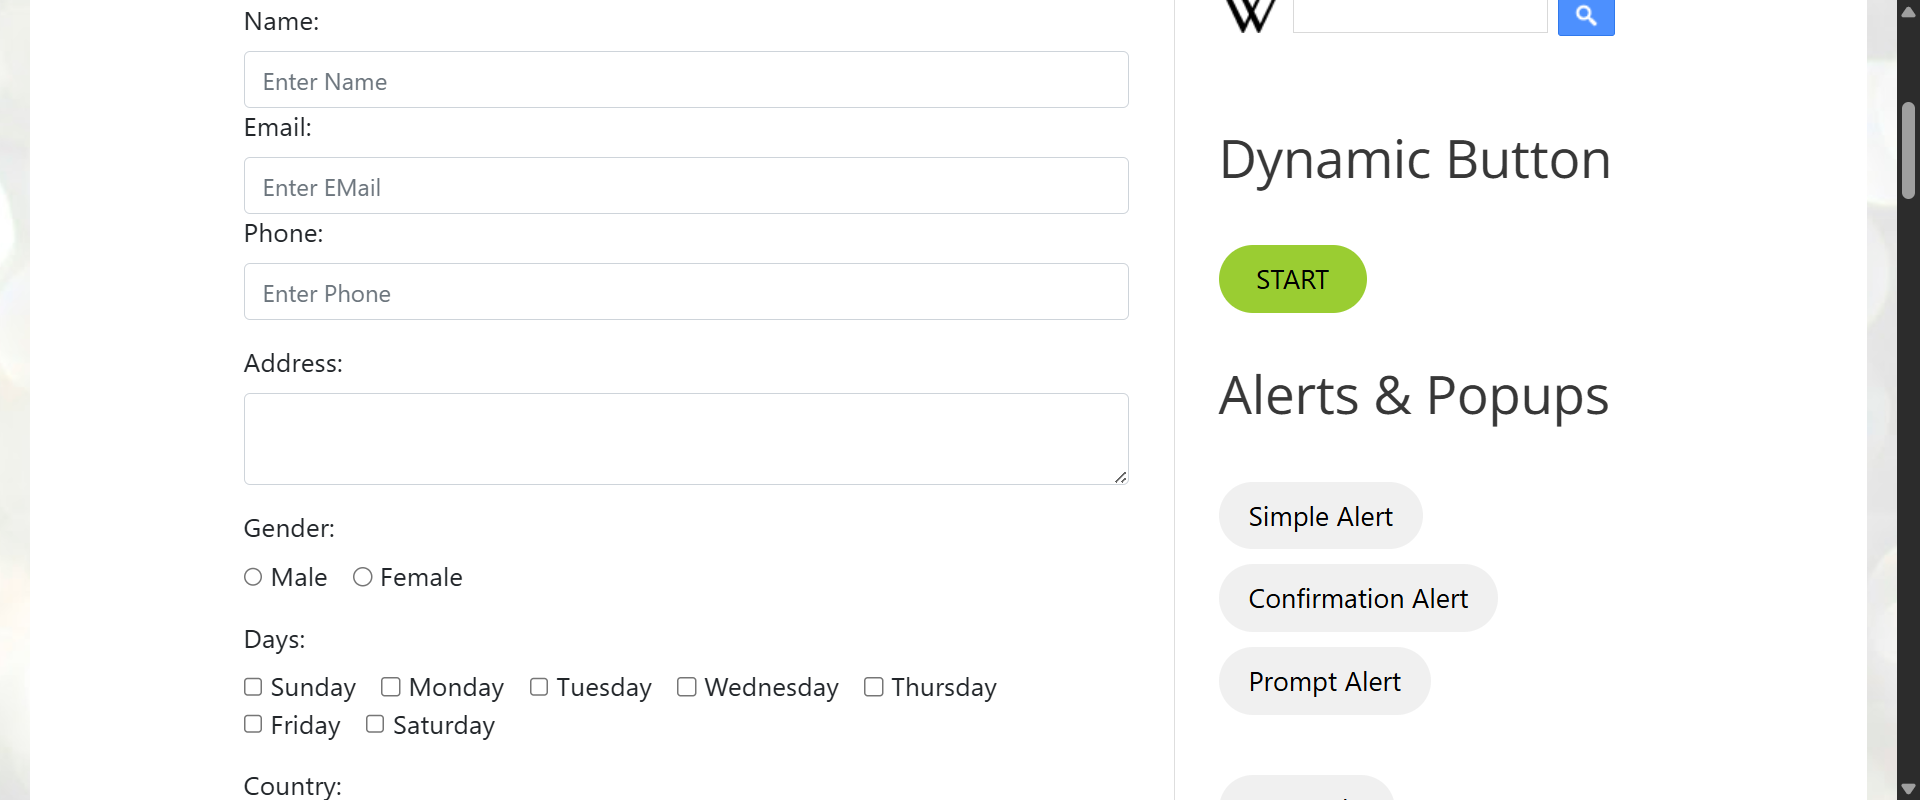 Name:
Enter Name
Email:
Enter EMail
Phone:
Enter Phone
Address:
Gender:
Male
Female
Days:
Sunday
Monday
Tuesday
Wednesday
Thursday
Friday
Saturday
Country:
W
Dynamic Button
START
Alerts & Popups
Simple Alert
Confirmation Alert
Prompt Alert